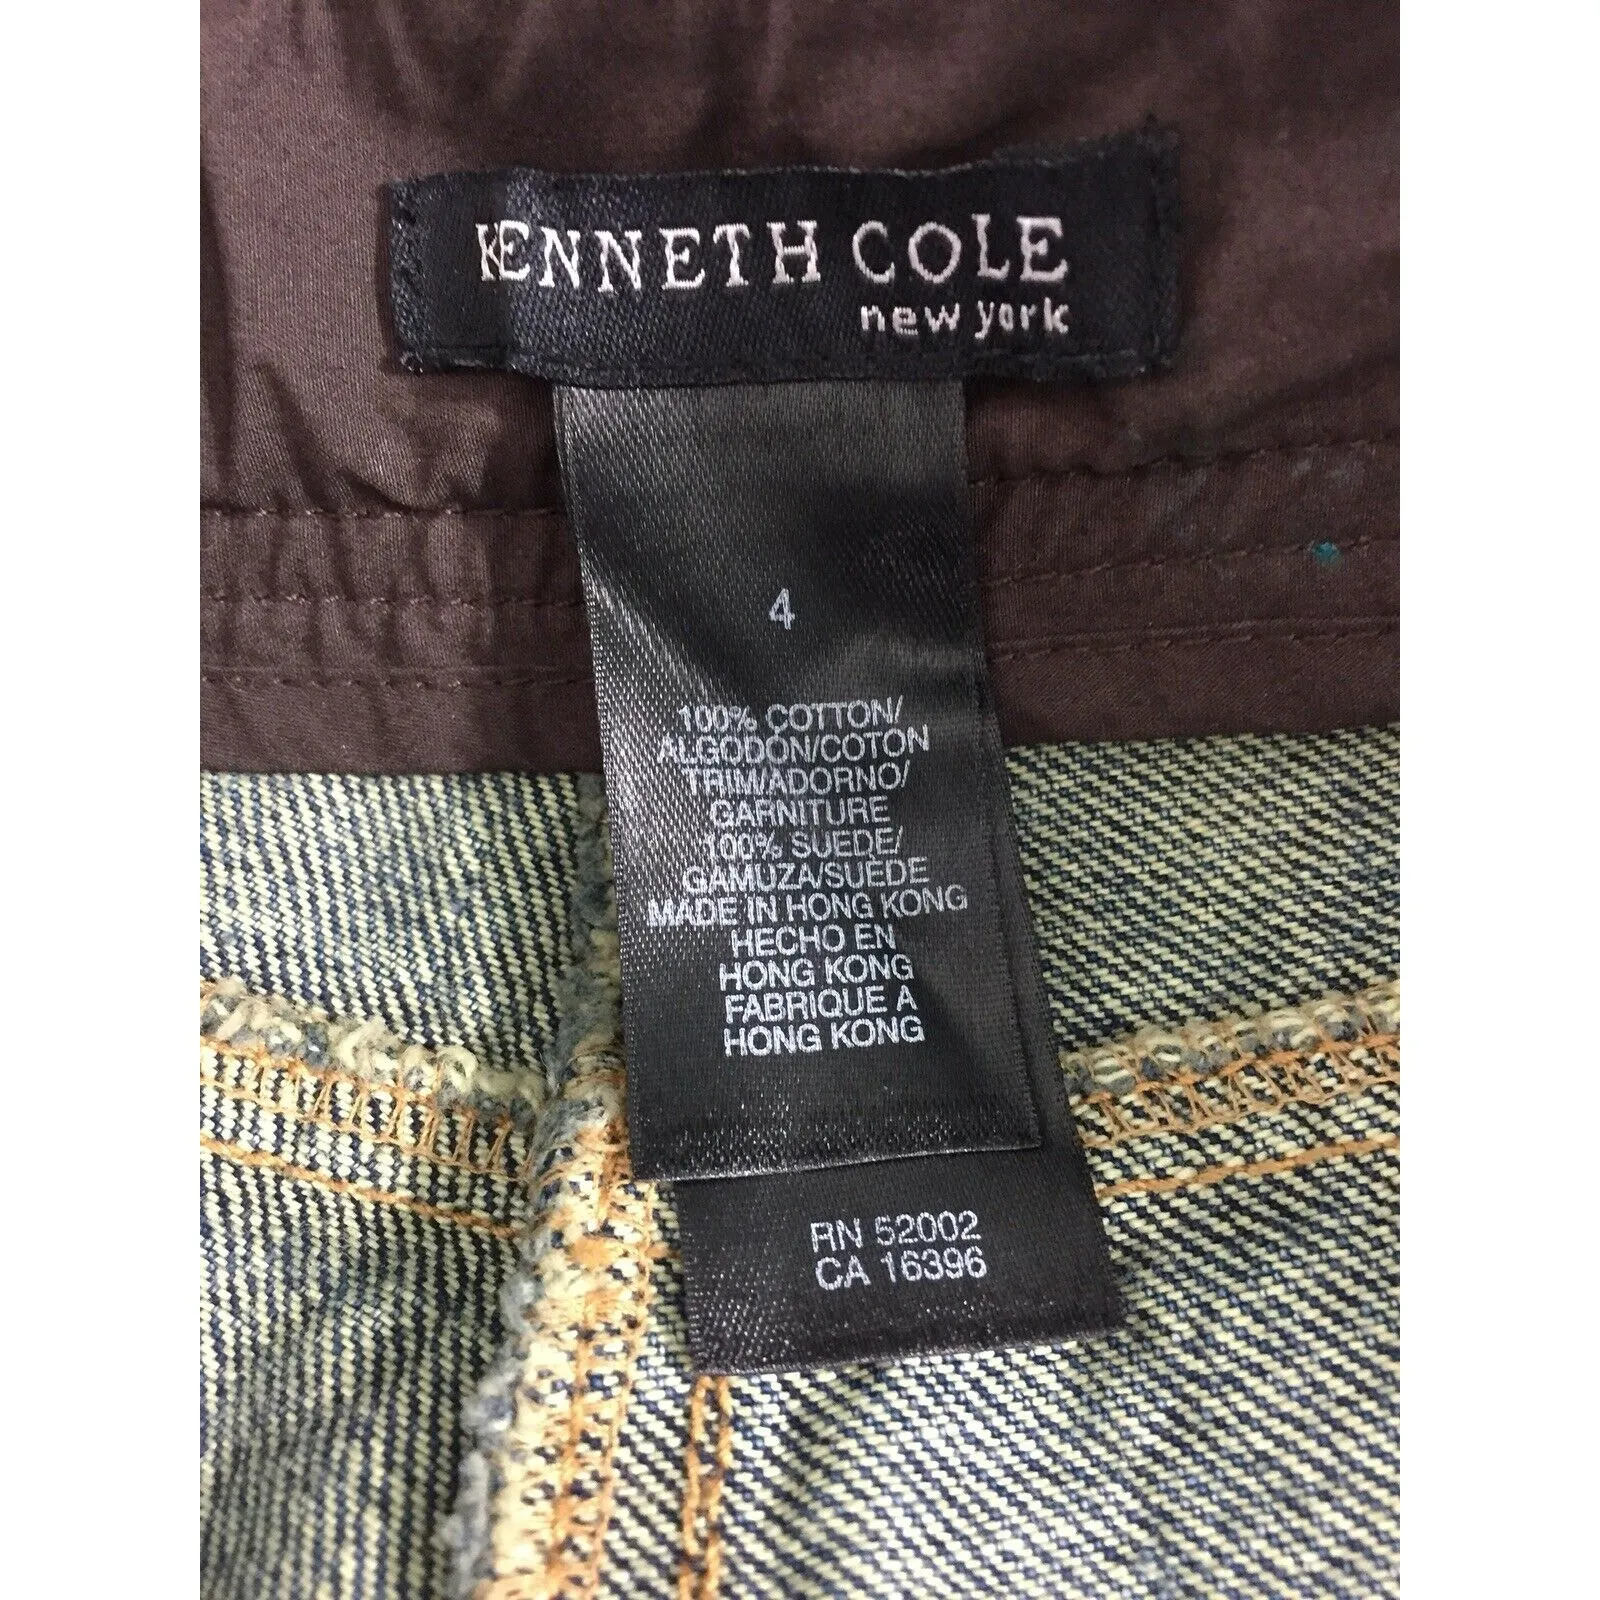 KENNETH COLE
new york
4
100% COTTON/
ALGODON/COTON
TRIM/ADORNO/
GARNITURE
100% SUEDE/
GAMUZA/SUEDE
MADE IN HONG KONG
HECHO EN
HONG KONG
FABRIQUE A
HONG KONG
RN 52002
CA 16396